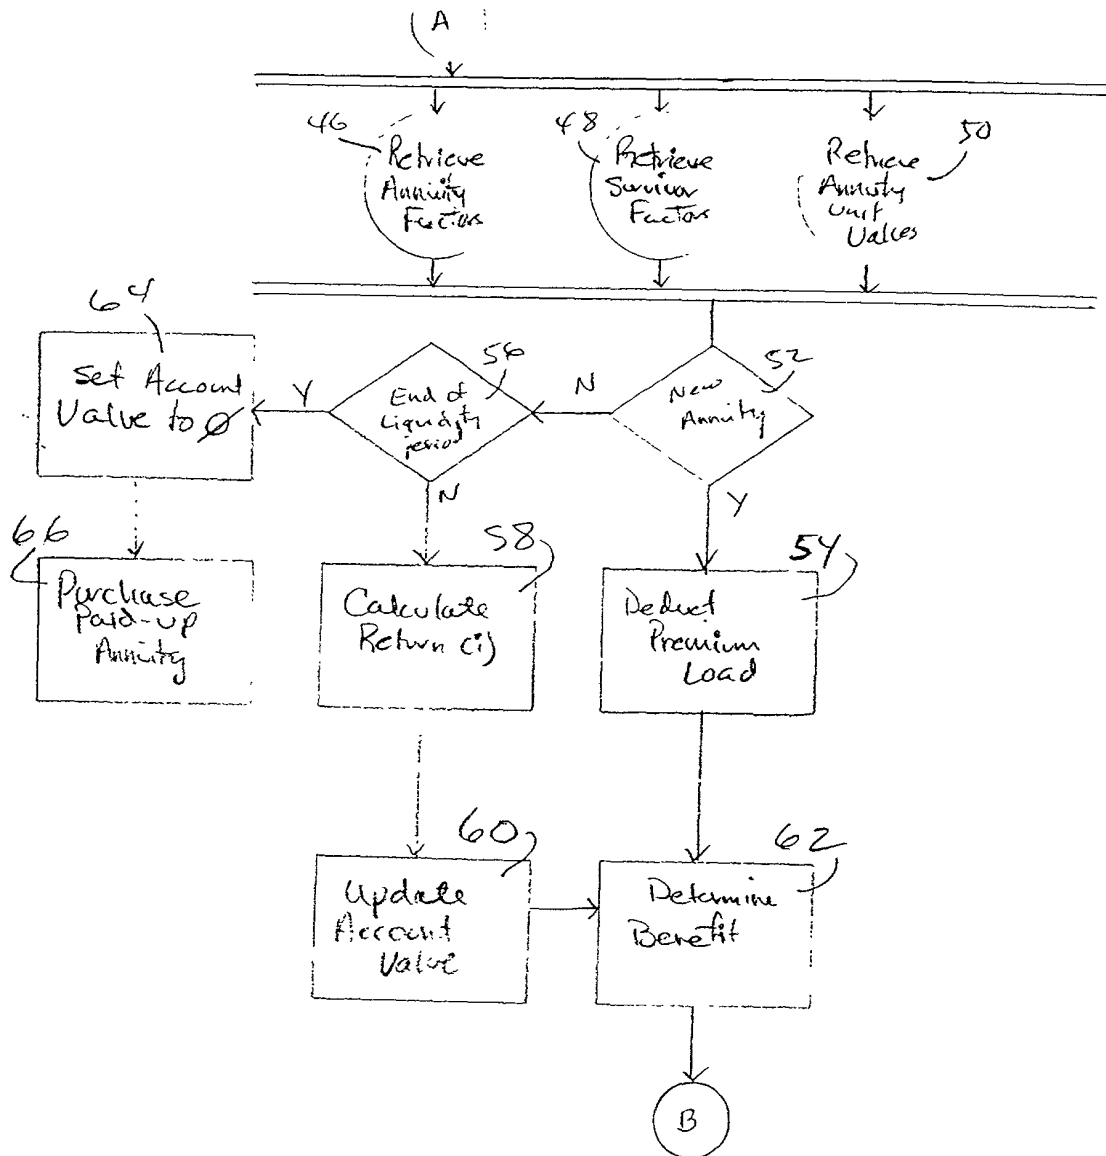 A
46
Retrieve
Annuity
Factors
48
Retrieve
Survivor
Factors
50
Retrieve
Annuity
Unit
Values
64
Set Account
Value to Ø
Y
56
End of
Liquidity
period
N
52
New
Annuity
N
Y
66
Purchase
Paid-up
Annuity
58
Calculate
Return (i)
54
Deduct
Premium
Load
60
Update
Account
Value
62
Determine
Benefit
B